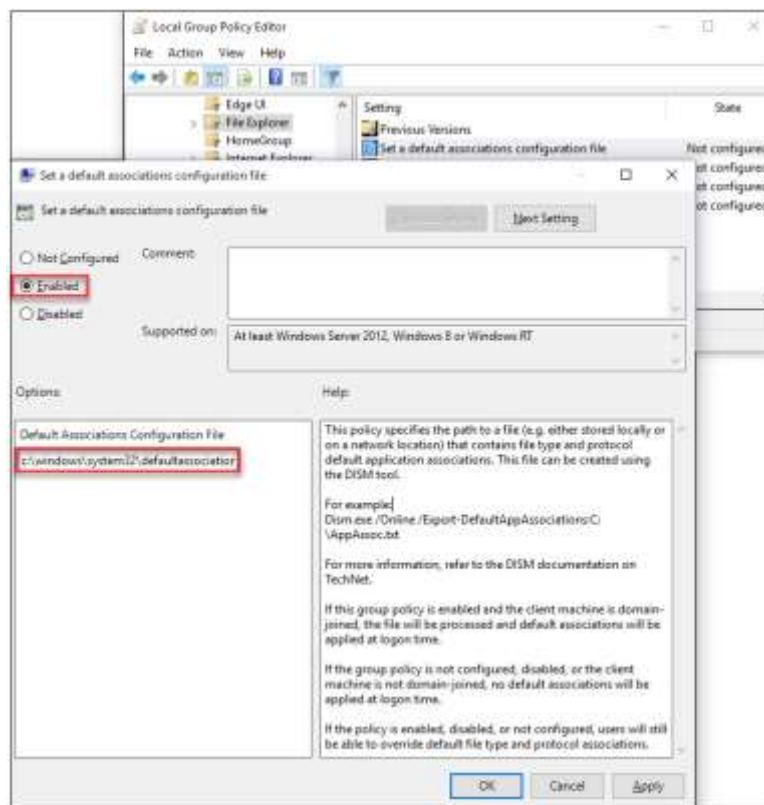 Local Group Policy Editor
File Action View Help
Edge UI
File Explorer
HomeGroup
Internet Explorer
Setting State
Previous Versions
Set a default associations configuration file Not configured
not configured
not configured
not configured
Set a default associations configuration file
Set a default associations configuration file
Next Setting
Not Configured
Comment:
Enabled
Disabled
Supported on:
At least Windows Server 2012, Windows 8 or Windows RT
Options:
Help:
Default Associations Configuration File
c:\windows\system32\defaultassociation
This policy specifies the path to a file (e.g. either stored locally or
on a network location) that contains file type and protocol
default application associations. This file can be created using
the DISM tool.
For example:
Dism.exe /Online /Export-DefaultAppAssociations:C:
\AppAssoc.txt
For more information, refer to the DISM documentation on
TechNet.
If this group policy is enabled and the client machine is domain-
joined, the file will be processed and default associations will be
applied at logon time.
If the group policy is not configured, disabled, or the client
machine is not domain-joined, no default associations will be
applied at logon time.
If the policy is enabled, disabled, or not configured, users will still
be able to override default file type and protocol associations.
OK Cancel Apply